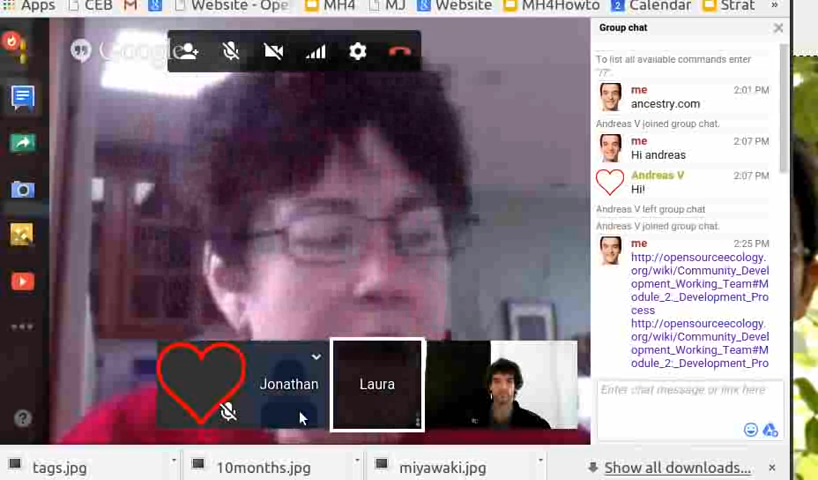 Apps CEB Website - Ope MH4 MJ Website MH4Howto 2 Calendar Strat »
Google
Group chat
To list all available commands enter
"/?".
me 2:01 PM
ancestry.com
Andreas V joined group chat.
me 2:07 PM
Hi andreas
Andreas V 2:07 PM
Hi!
Andreas V left group chat
Andreas V joined group chat.
me 2:25 PM
http://opensourceecology.
org/wiki/Community_Devel
opment_Working_Team#M
odule_2:_Development_Pro
cess
http://opensourceecology.
org/wiki/Community_Devel
opment_Working_Team#M
odule_2:_Development_Pro
Enter chat message or link here
Jonathan
Laura
tags.jpg
10months.jpg
miyawaki.jpg
Show all downloads...